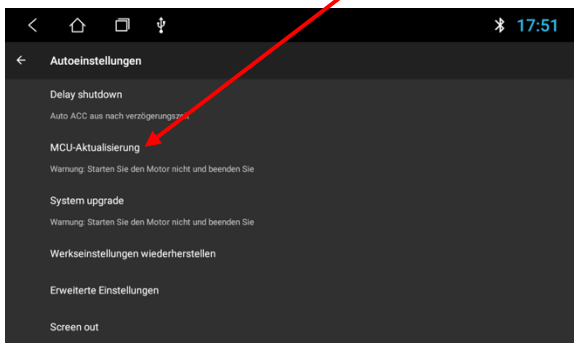 17:51
Autoeinstellungen
Delay shutdown
Auto ACC aus nach verzögerungszeit
MCU-Aktualisierung
Warnung: Starten Sie den Motor nicht und beenden Sie
System upgrade
Warnung: Starten Sie den Motor nicht und beenden Sie
Werkseinstellungen wiederherstellen
Erweiterte Einstellungen
Screen out